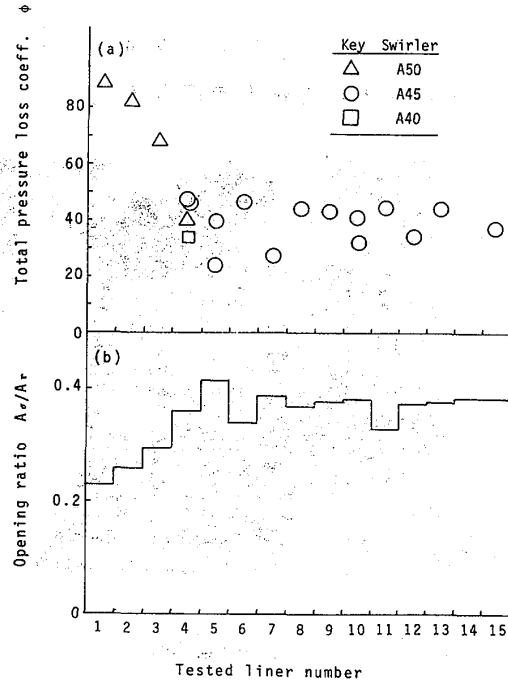 Total pressure loss coeff. φ
(a)
Key Swirler
△ A50
○ A45
□ A40
80
60
40
20
0
(b)
Opening ratio Aσ/Ar
0.4
0.2
0
1 2 3 4 5 6 7 8 9 10 11 12 13 14 15
Tested liner number